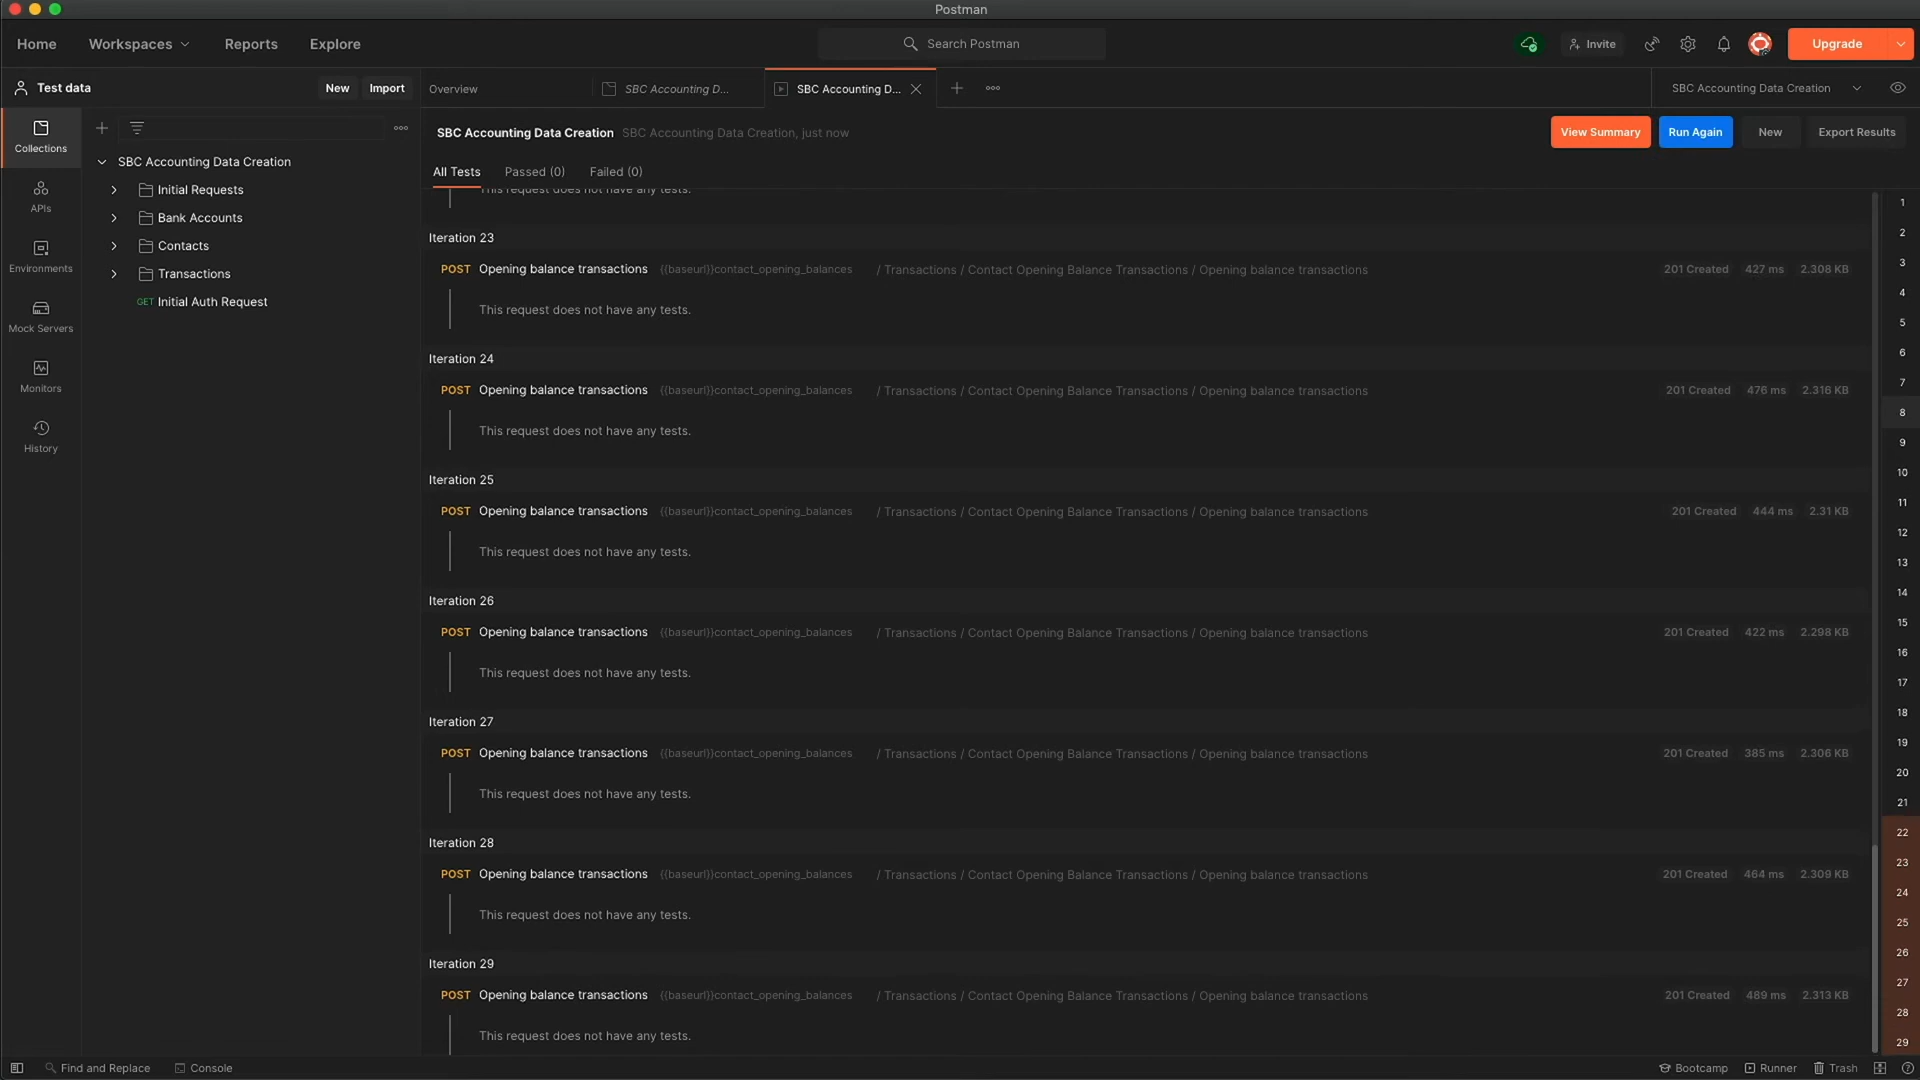 Postman
Home Workspaces Reports Explore Search Postman Invite Upgrade
Test data New Import Overview SBC Accounting D... SBC Accounting D... SBC Accounting Data Creation
SBC Accounting Data Creation SBC Accounting Data Creation, just now View Summary Run Again New Export Results
All Tests Passed (0) Failed (0)
Collections
APIs
Environments
Mock Servers
Monitors
History
SBC Accounting Data Creation
Initial Requests
Bank Accounts
Contacts
Transactions
GET Initial Auth Request
This request does not have any tests.
Iteration 23
POST Opening balance transactions {{baseurl}}contact_opening_balances / Transactions / Contact Opening Balance Transactions / Opening balance transactions 201 Created 427 ms 2.308 KB
This request does not have any tests.
Iteration 24
POST Opening balance transactions {{baseurl}}contact_opening_balances / Transactions / Contact Opening Balance Transactions / Opening balance transactions 201 Created 476 ms 2.316 KB
This request does not have any tests.
Iteration 25
POST Opening balance transactions {{baseurl}}contact_opening_balances / Transactions / Contact Opening Balance Transactions / Opening balance transactions 201 Created 444 ms 2.31 KB
This request does not have any tests.
Iteration 26
POST Opening balance transactions {{baseurl}}contact_opening_balances / Transactions / Contact Opening Balance Transactions / Opening balance transactions 201 Created 422 ms 2.298 KB
This request does not have any tests.
Iteration 27
POST Opening balance transactions {{baseurl}}contact_opening_balances / Transactions / Contact Opening Balance Transactions / Opening balance transactions 201 Created 385 ms 2.306 KB
This request does not have any tests.
Iteration 28
POST Opening balance transactions {{baseurl}}contact_opening_balances / Transactions / Contact Opening Balance Transactions / Opening balance transactions 201 Created 464 ms 2.309 KB
This request does not have any tests.
Iteration 29
POST Opening balance transactions {{baseurl}}contact_opening_balances / Transactions / Contact Opening Balance Transactions / Opening balance transactions 201 Created 489 ms 2.313 KB
This request does not have any tests.
1
2
3
4
5
6
7
8
9
10
11
12
13
14
15
16
17
18
19
20
21
22
23
24
25
26
27
28
29
Find and Replace Console Bootcamp Runner Trash